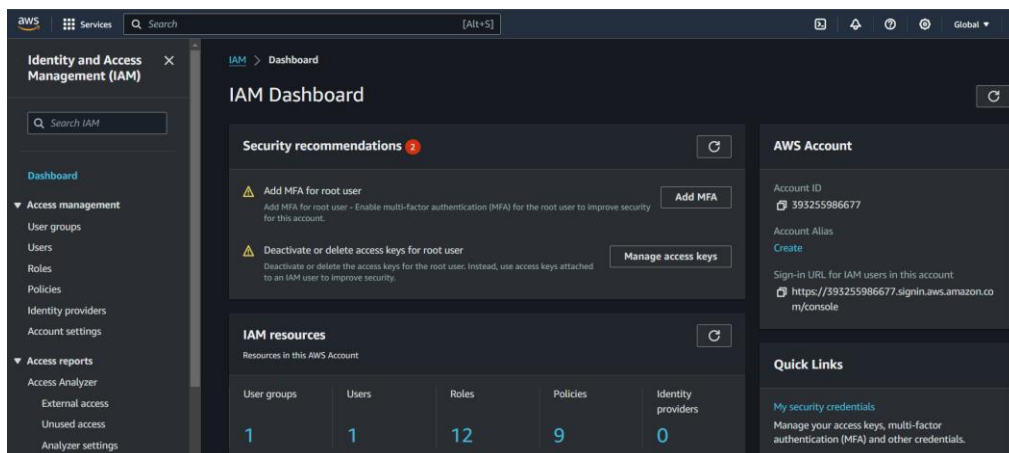 aws
Services
Search
[Alt+S]
Global
Identity and Access
Management (IAM)
Search IAM
Dashboard
Access management
User groups
Users
Roles
Policies
Identity providers
Account settings
Access reports
Access Analyzer
External access
Unused access
Analyzer settings
IAM > Dashboard
IAM Dashboard
Security recommendations 2
Add MFA for root user
Add MFA for root user - Enable multi-factor authentication (MFA) for the root user to improve security
for this account.
Add MFA
Deactivate or delete access keys for root user
Deactivate or delete the access keys for the root user. Instead, use access keys attached
to an IAM user to improve security.
Manage access keys
IAM resources
Resources in this AWS Account
User groups
Users
Roles
Policies
Identity
providers
1
1
12
9
0
AWS Account
Account ID
393255986677
Account Alias
Create
Sign-in URL for IAM users in this account
https://393255986677.signin.aws.amazon.co
m/console
Quick Links
My security credentials
Manage your access keys, multi-factor
authentication (MFA) and other credentials.